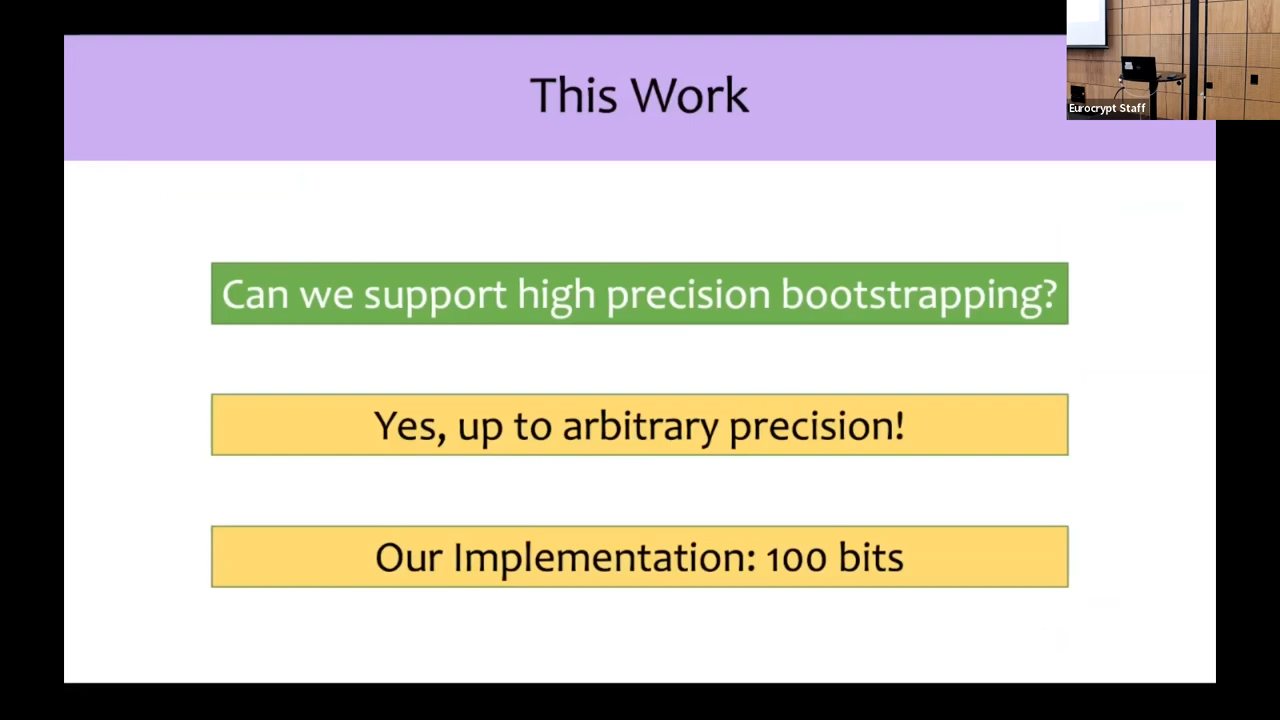 This Work
Eurocrypt Staff
Can we support high precision bootstrapping?
Yes, up to arbitrary precision!
Our Implementation: 100 bits